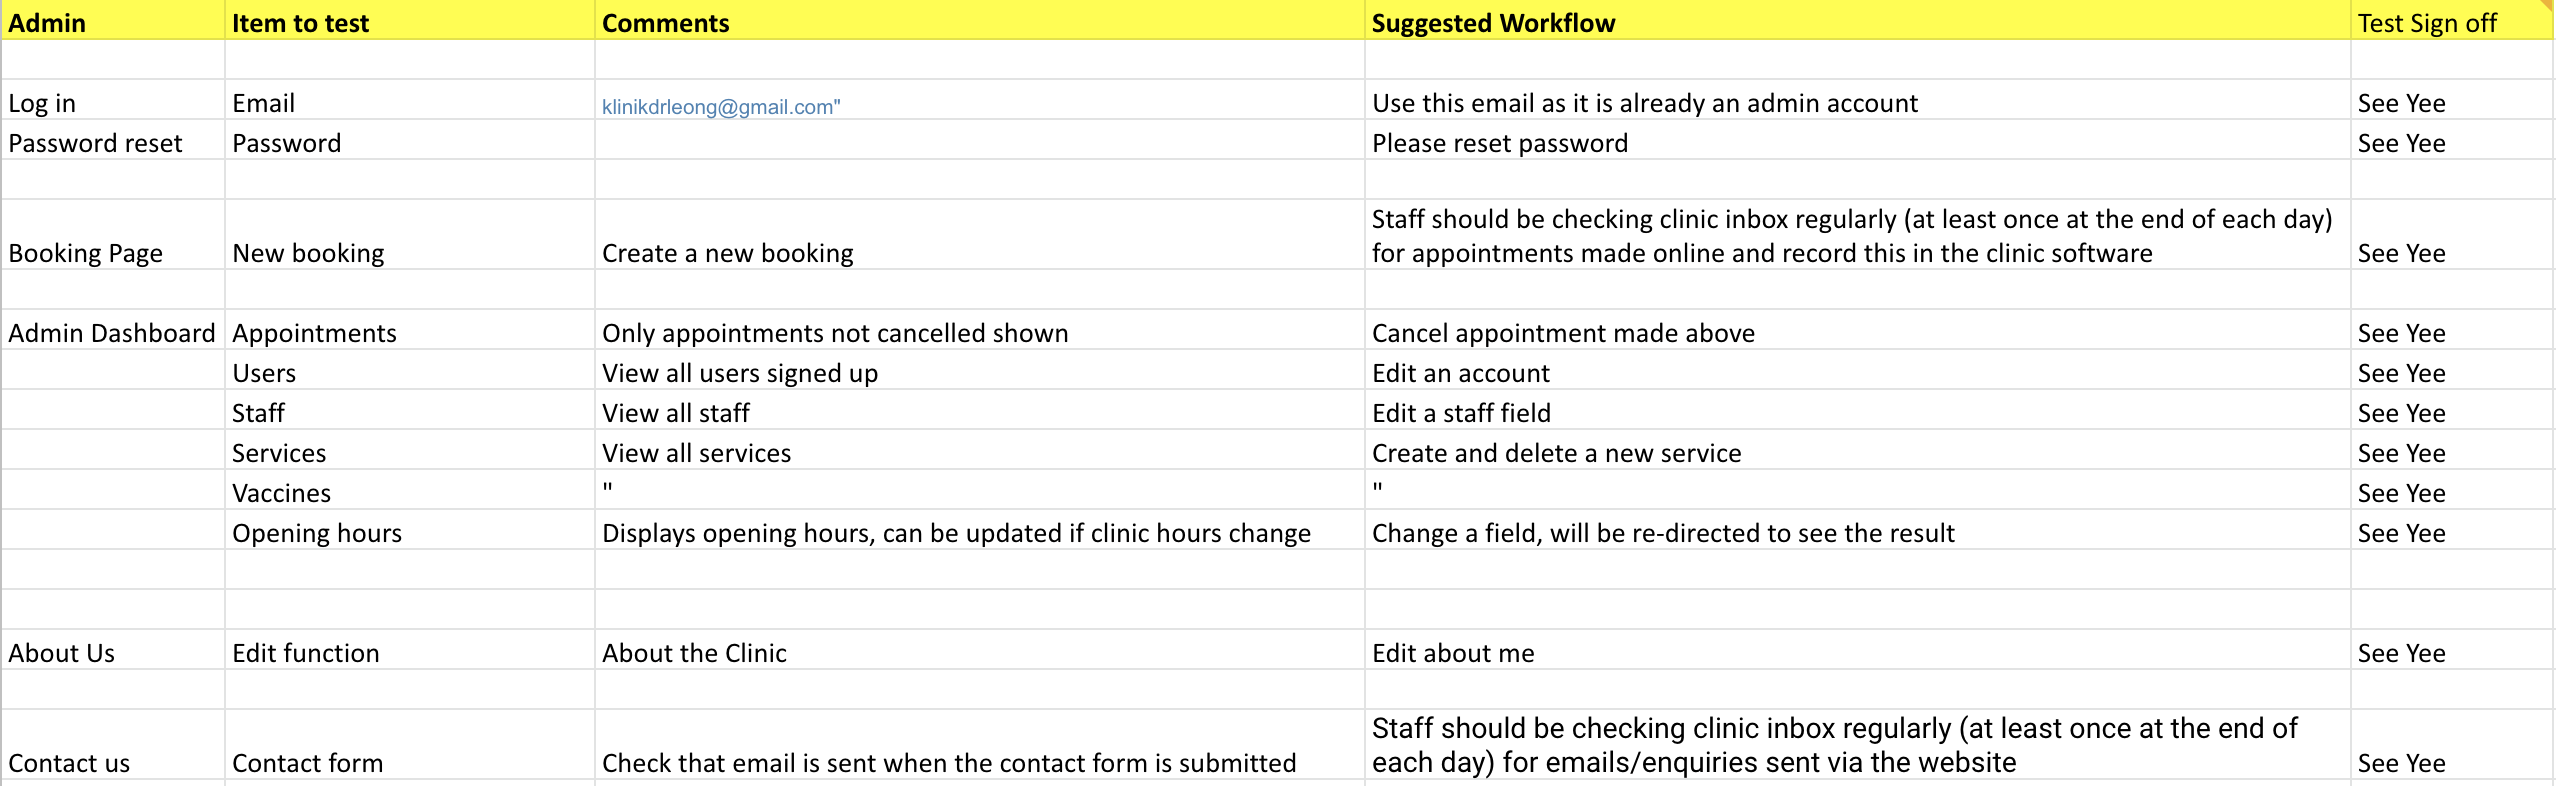 Admin Item to test Comments Suggested Workflow Test Sign off
Log in Email klinikdrleong@gmail.com" Use this email as it is already an admin account See Yee
Password reset Password Please reset password See Yee
Staff should be checking clinic inbox regularly (at least once at the end of each day)
Booking Page New booking Create a new booking for appointments made online and record this in the clinic software See Yee
Admin Dashboard Appointments Only appointments not cancelled shown Cancel appointment made above See Yee
Users View all users signed up Edit an account See Yee
Staff View all staff Edit a staff field See Yee
Services View all services Create and delete a new service See Yee
Vaccines " " See Yee
Opening hours Displays opening hours, can be updated if clinic hours change Change a field, will be re-directed to see the result See Yee
About Us Edit function About the Clinic Edit about me See Yee
Staff should be checking clinic inbox regularly (at least once at the end of
Contact us Contact form Check that email is sent when the contact form is submitted each day) for emails/enquiries sent via the website See Yee